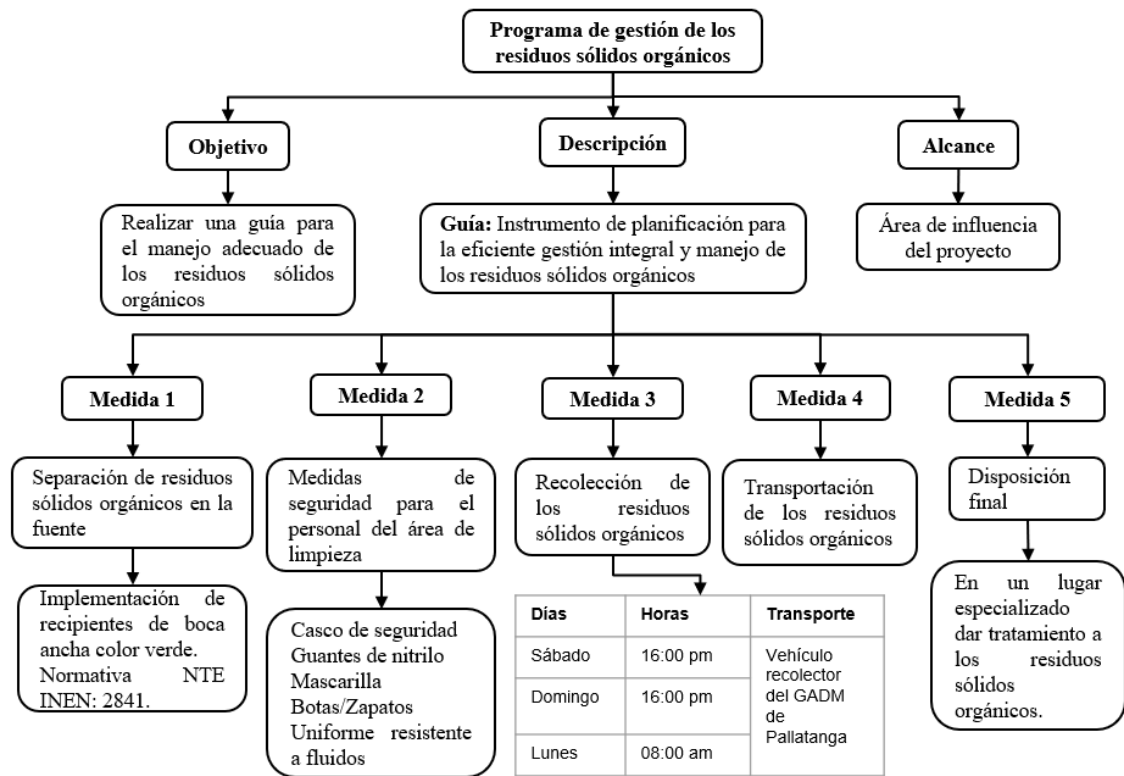 Programa de gestión de los
residuos sólidos orgánicos
Objetivo
Descripción
Alcance
Realizar una guía para
el manejo adecuado de
los residuos sólidos
orgánicos
Guía: Instrumento de planificación para
la eficiente gestión integral y manejo de
los residuos sólidos orgánicos
Área de influencia
del proyecto
Medida 1
Medida 2
Medida 3
Medida 4
Medida 5
Separación de residuos
sólidos orgánicos en la
fuente
Medidas de
seguridad para el
personal del área de
limpieza
Recolección de
los residuos
sólidos orgánicos
Transportación
de los residuos
sólidos orgánicos
Disposición
final
Implementación de
recipientes de boca
ancha color verde.
Normativa NTE
INEN: 2841.
Casco de seguridad
Guantes de nitrilo
Mascarilla
Botas/Zapatos
Uniforme resistente
a fluidos
Días Horas Transporte
Sábado 16:00 pm
Domingo 16:00 pm
Lunes 08:00 am
Vehículo
recolector
del GADM
de
Pallatanga
En un lugar
especializado
dar tratamiento a
los residuos
sólidos
orgánicos.